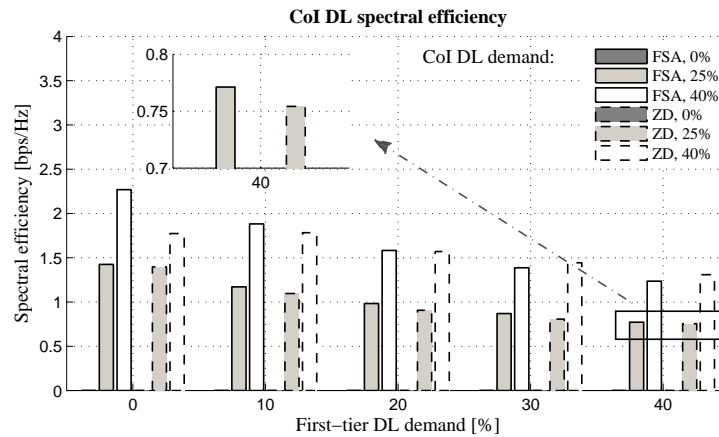 CoI DL spectral efficiency
Spectral efficiency [bps/Hz]
4
3.5
3
2.5
2
1.5
1
0.5
0
0.8
0.75
0.7
40
CoI DL demand:
FSA, 0%
FSA, 25%
FSA, 40%
ZD, 0%
ZD, 25%
ZD, 40%
0 10 20 30 40
First−tier DL demand [%]